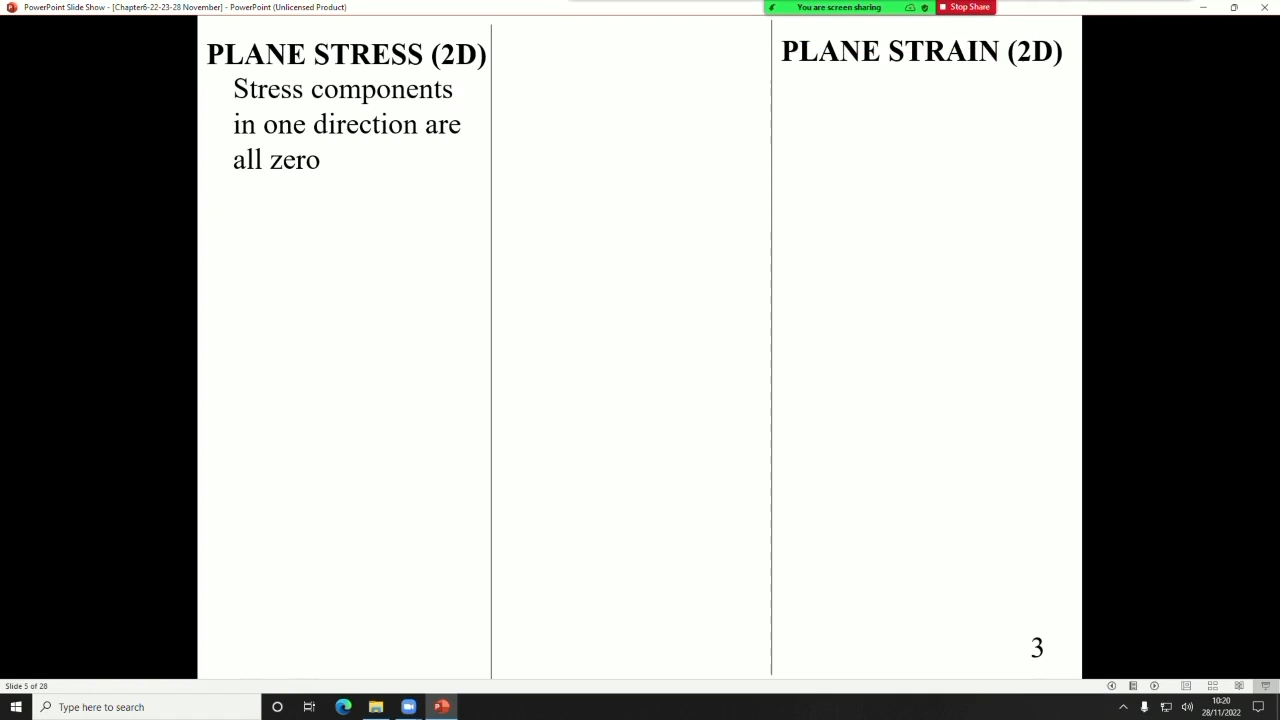 PowerPoint Slide Show - [Chapter6-22-23-28 November] - PowerPoint (Unlicensed Product)
You are screen sharing
Stop Share
PLANE STRESS (2D)
Stress components
in one direction are
all zero
PLANE STRAIN (2D)
3
Slide 5 of 28
Type here to search
10:20
28/11/2022